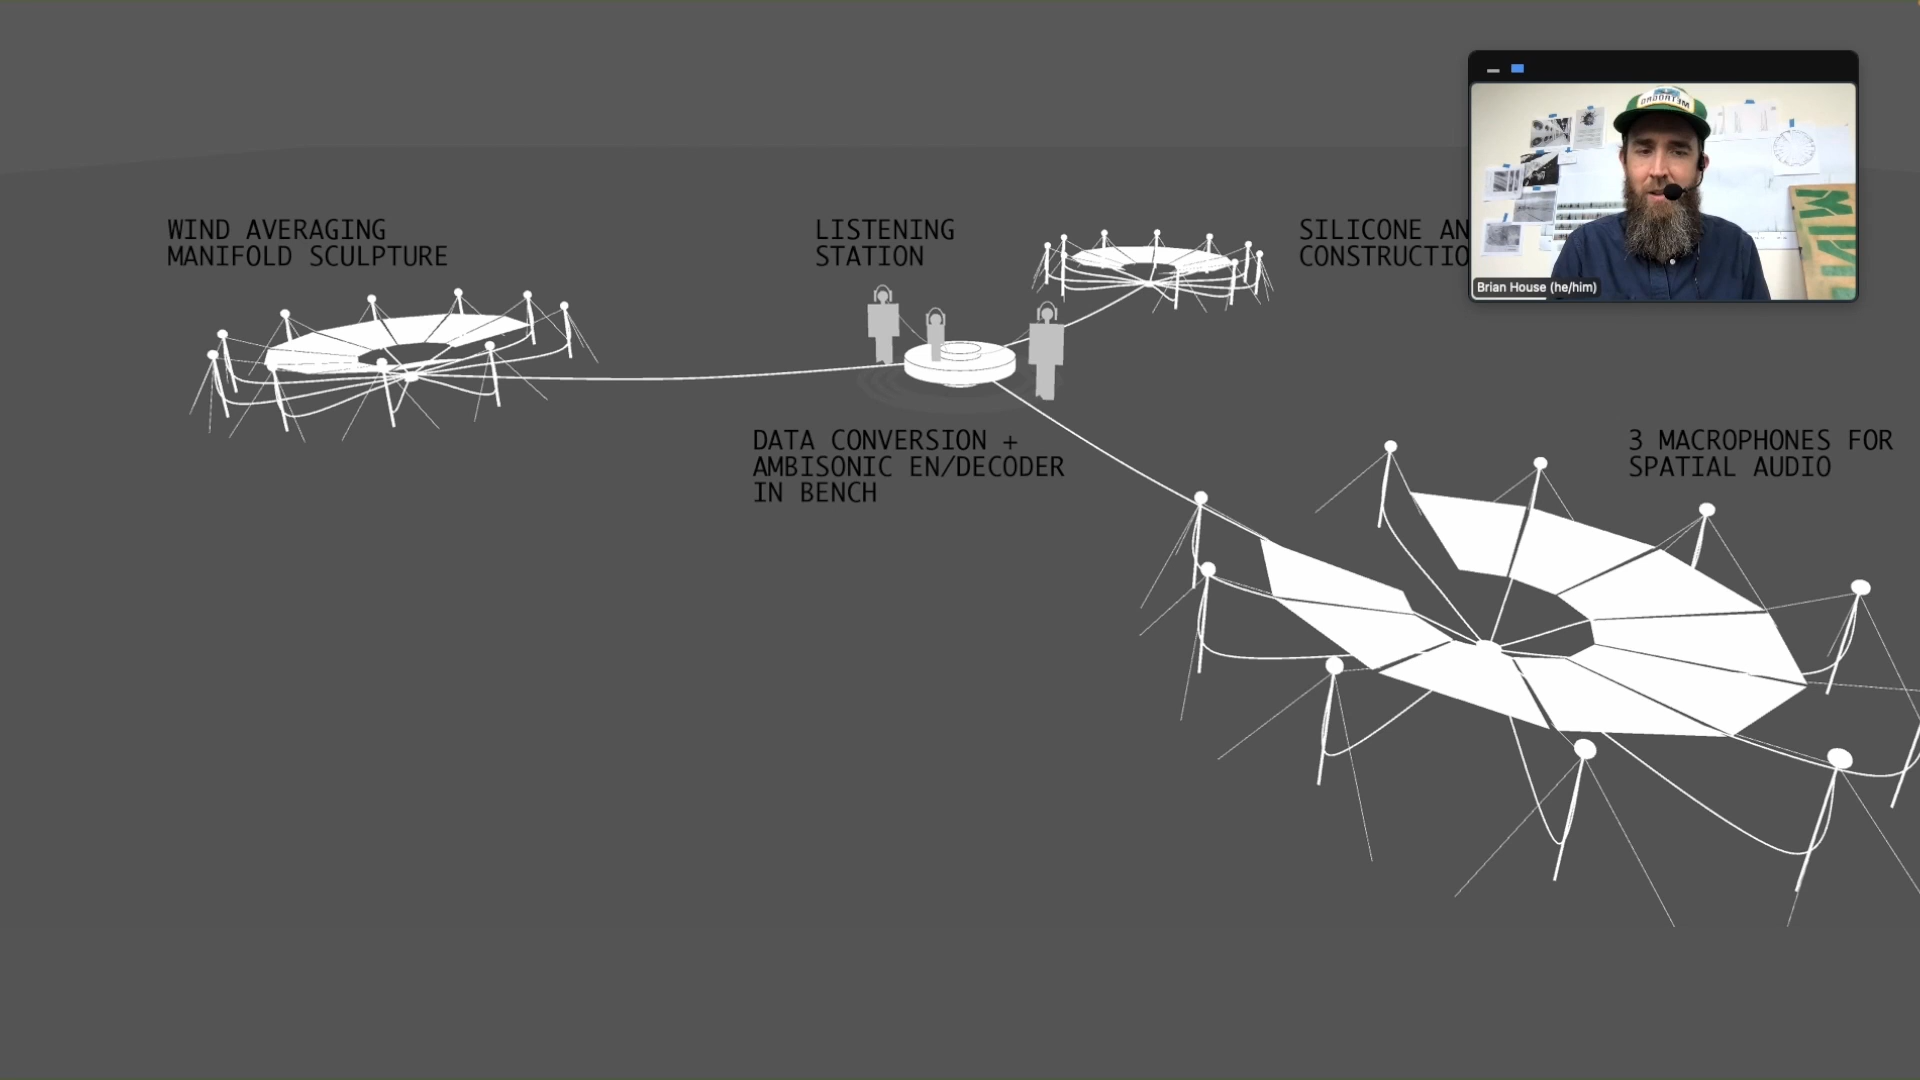 WIND AVERAGING
MANIFOLD SCULPTURE
LISTENING
STATION
SILICONE AN
CONSTRUCTIO
DATA CONVERSION +
AMBISONIC EN/DECODER
IN BENCH
3 MACROPHONES FOR
SPATIAL AUDIO
Brian House (he/him)